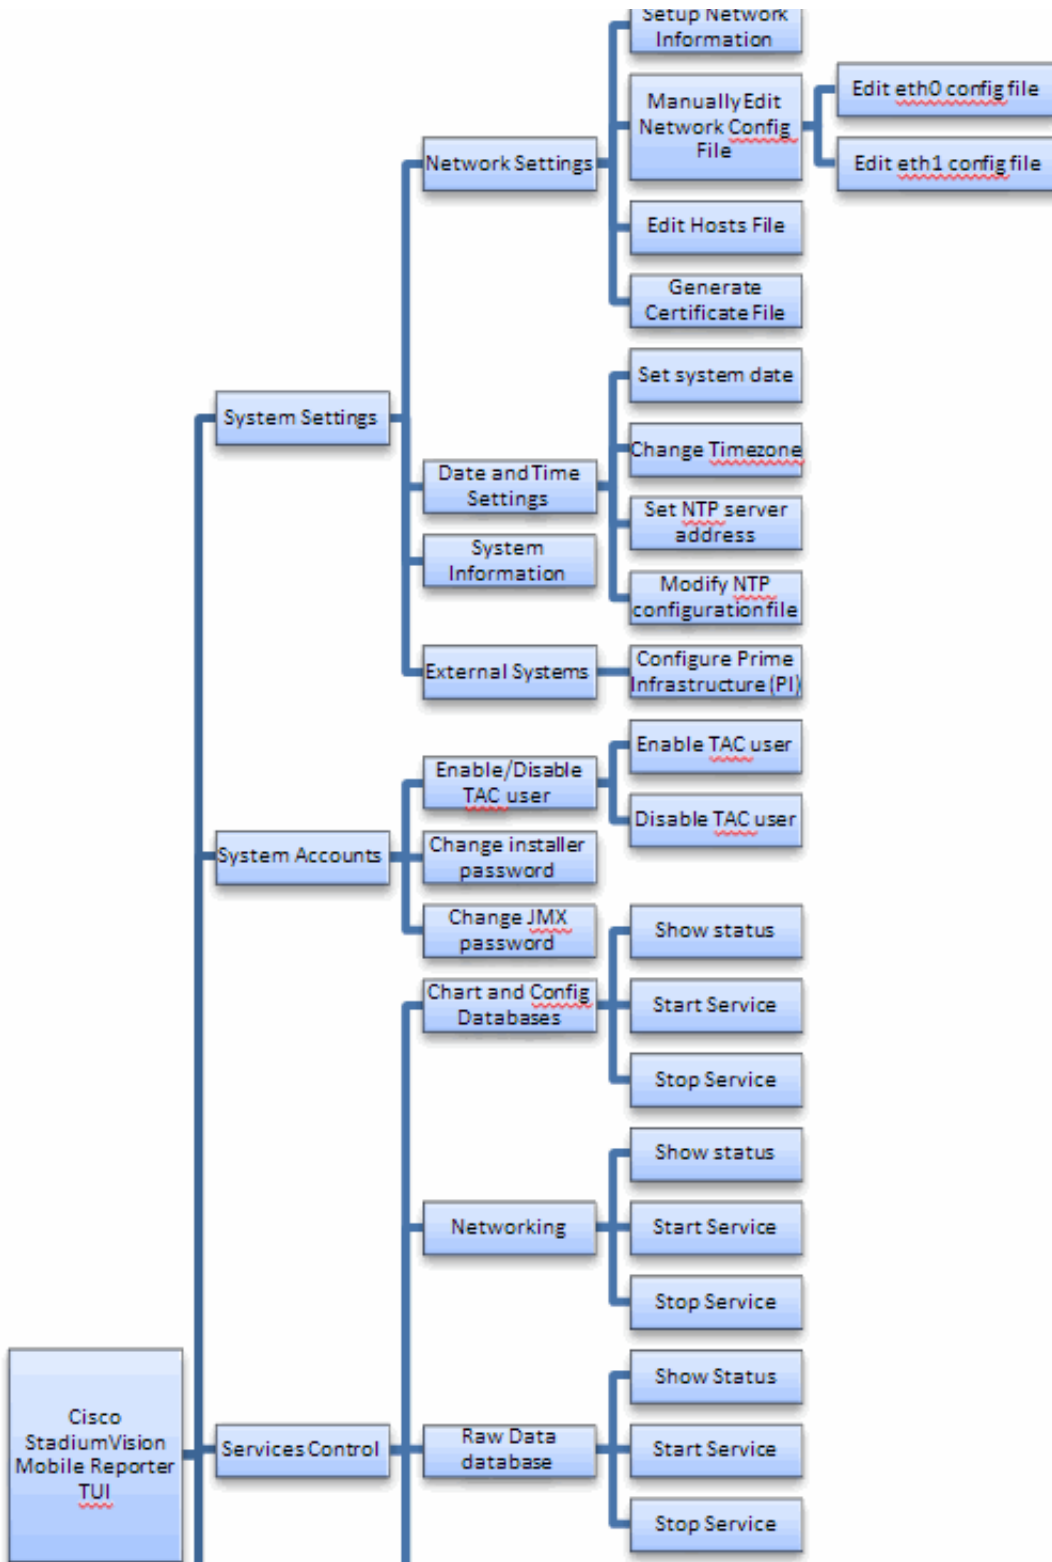 Setup Network
Information
Manually Edit
Network Config
File
Edit eth0 config file
Edit eth1 config file
Network Settings
Edit Hosts File
Generate
Certificate File
System Settings
Set system date
Change Timezone
Date and Time
Settings
Set NTP server
address
System
Information
Modify NTP
configuration file
External Systems
Configure Prime
Infrastructure (PI)
Enable/Disable
TAC user
Enable TAC user
Disable TAC user
System Accounts
Change installer
password
Change JMX
password
Chart and Config
Databases
Show status
Start Service
Stop Service
Networking
Show status
Start Service
Stop Service
Cisco
StadiumVision
Mobile Reporter
TUI
Services Control
Raw Data
database
Show Status
Start Service
Stop Service